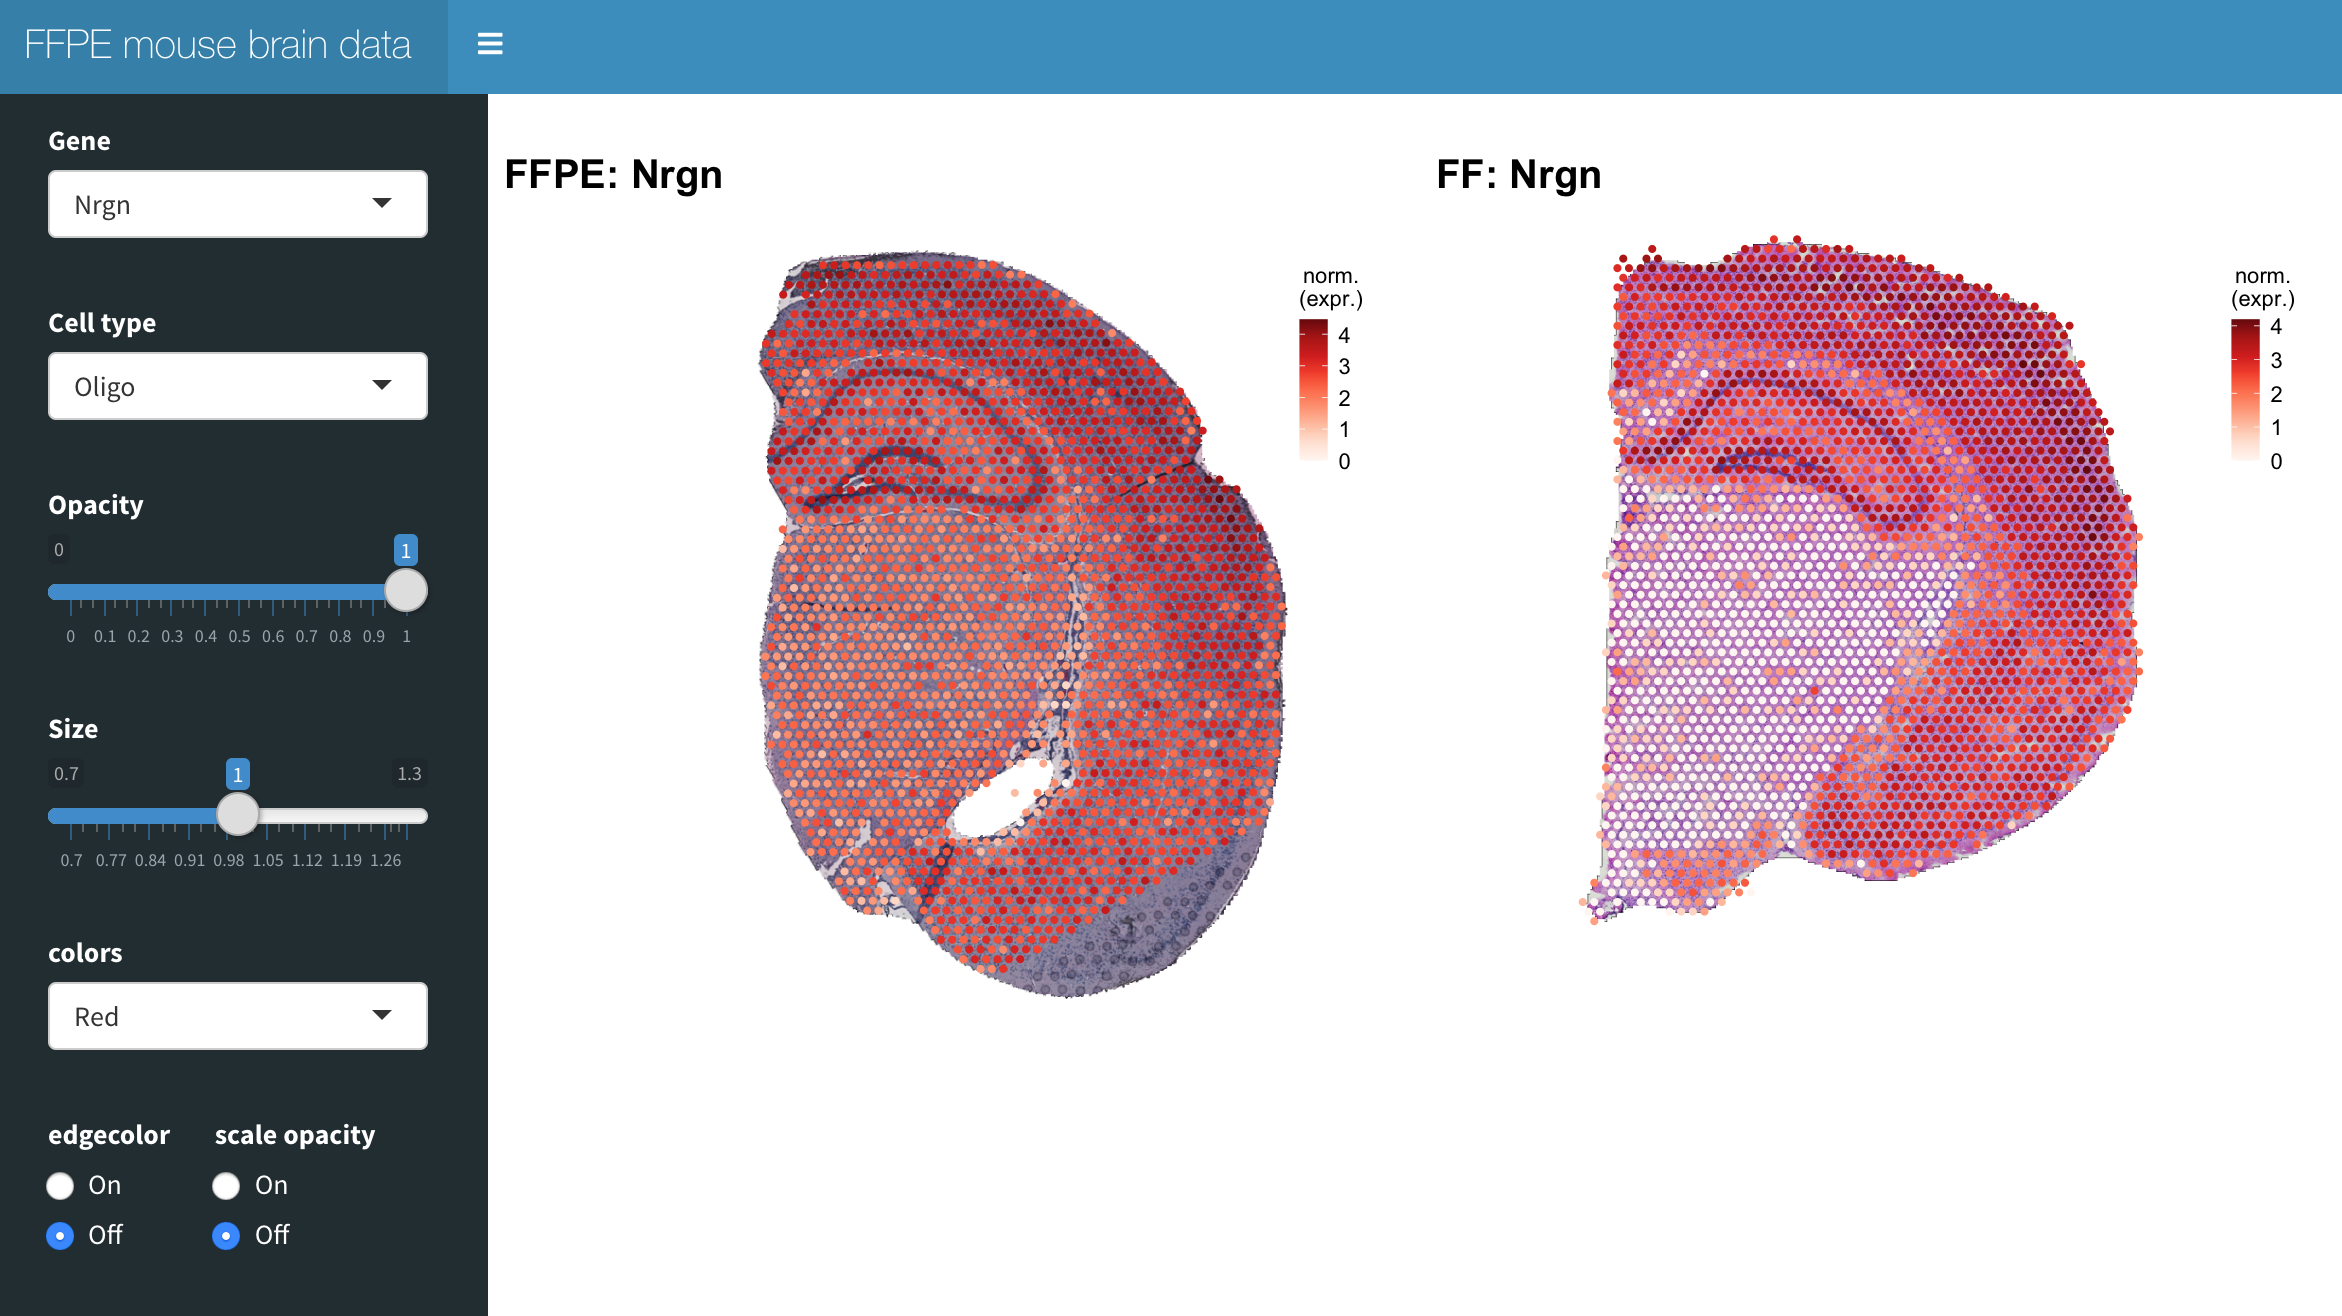 FFPE mouse brain data
Gene
Nrgn
Cell type
Oligo
Opacity
0 1
0 0.1 0.2 0.3 0.4 0.5 0.6 0.7 0.8 0.9 1
Size
0.7 1 1.3
0.7 0.77 0.84 0.91 0.98 1.05 1.12 1.19 1.26
colors
Red
edgecolor scale opacity
On On
Off Off
FFPE: Nrgn
norm.
(expr.)
4
3
2
1
0
FF: Nrgn
norm.
(expr.)
4
3
2
1
0